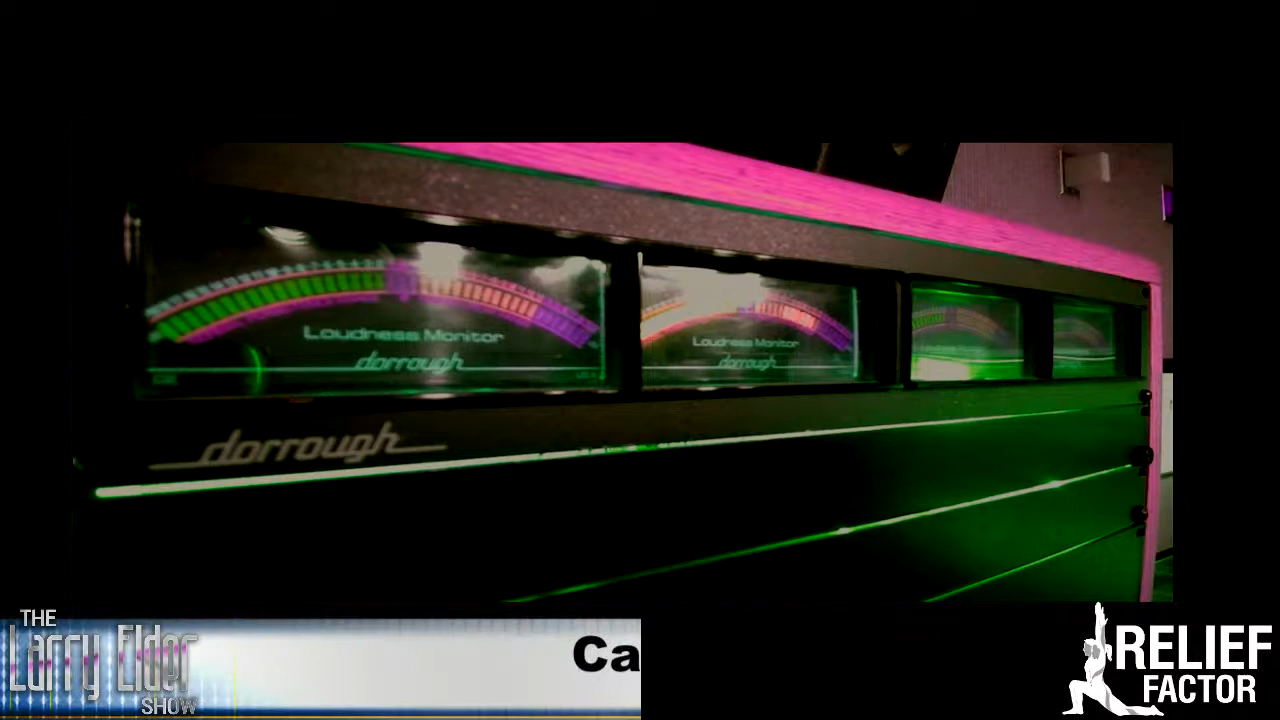 Loudness Monitor
dorrough
Loudness Monitor
dorrough
dorrough
THE
Larry Elder
SHOW
Ca
RELIEF
FACTOR